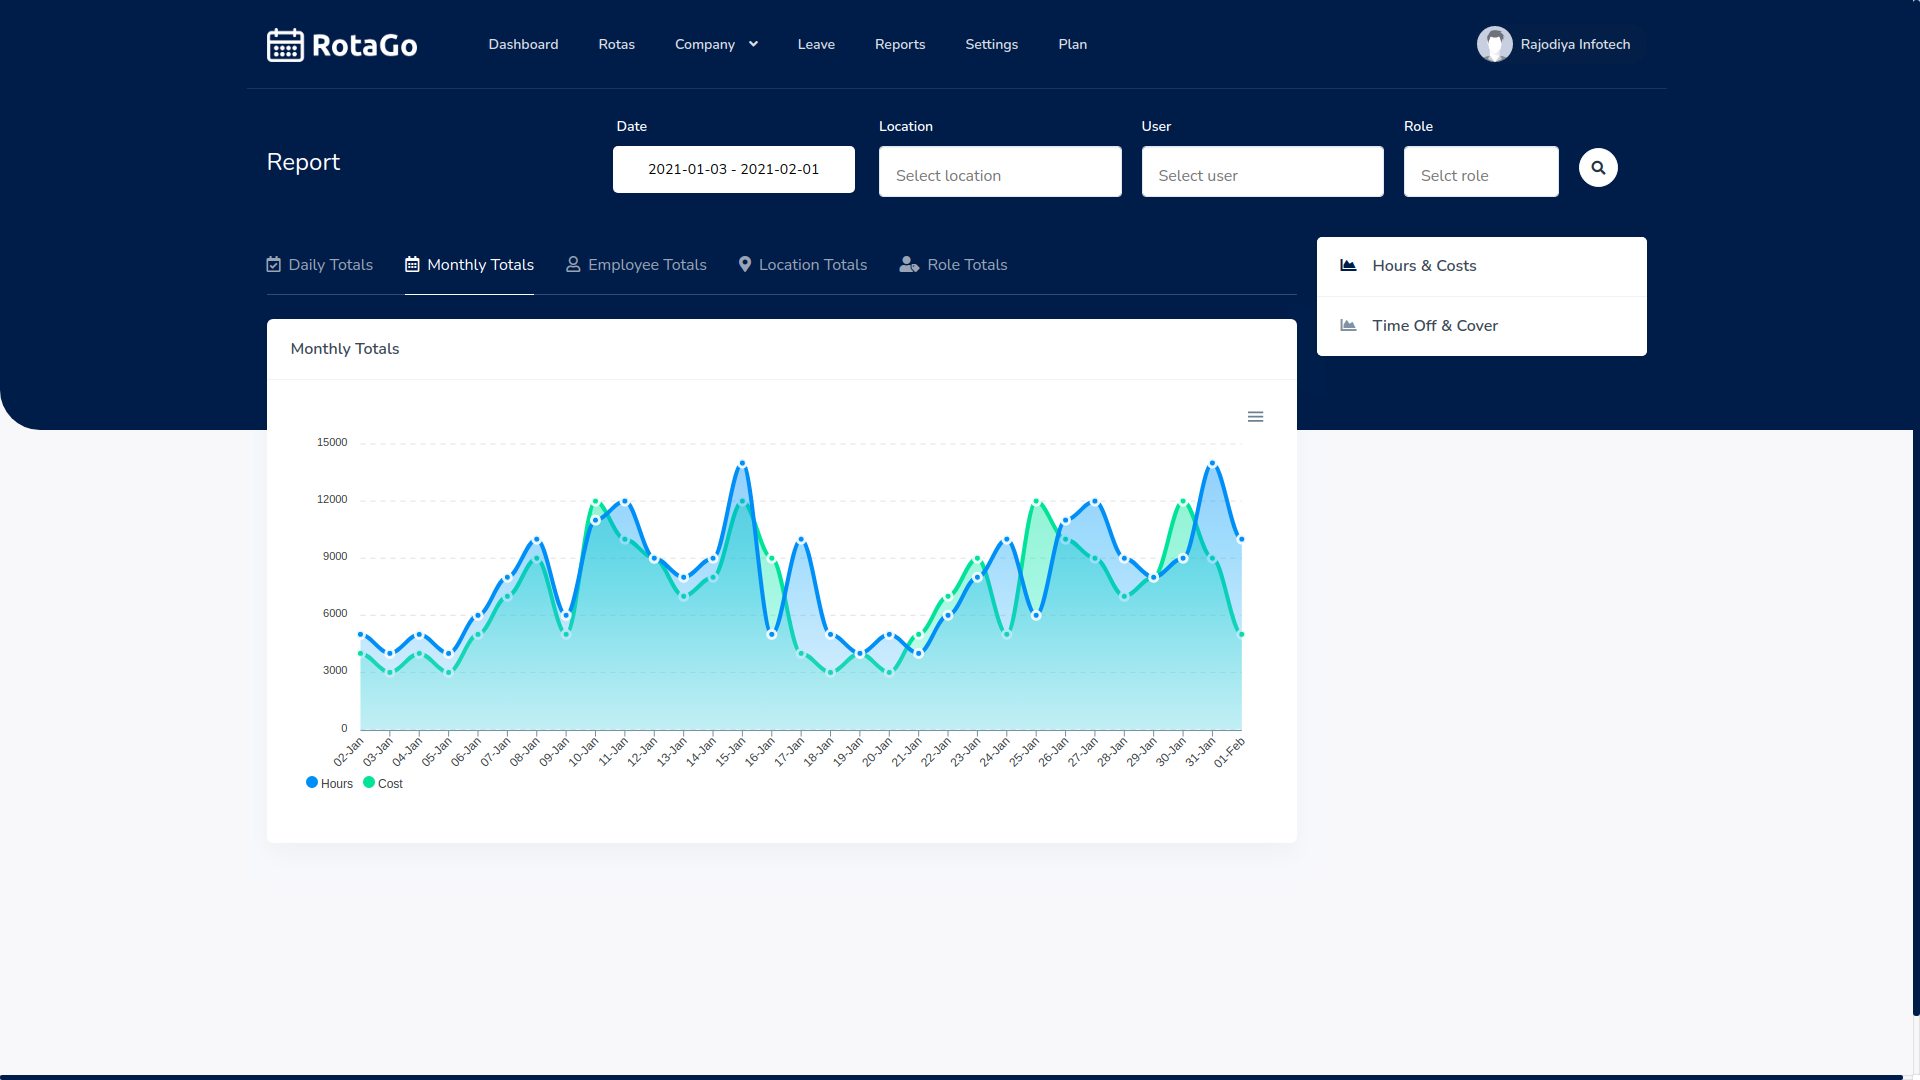 RotaGo
Dashboard
Rotas
Company
Leave
Reports
Settings
Plan
Rajodiya Infotech
Report
Date
2021-01-03 - 2021-02-01
Location
Select location
User
Select user
Role
Selct role
Daily Totals
Monthly Totals
Employee Totals
Location Totals
Role Totals
Hours & Costs
Time Off & Cover
Monthly Totals
15000
12000
9000
6000
3000
0
02-Jan
03-Jan
04-Jan
05-Jan
06-Jan
07-Jan
08-Jan
09-Jan
10-Jan
11-Jan
12-Jan
13-Jan
14-Jan
15-Jan
16-Jan
17-Jan
18-Jan
19-Jan
20-Jan
21-Jan
22-Jan
23-Jan
24-Jan
25-Jan
26-Jan
27-Jan
28-Jan
29-Jan
30-Jan
31-Jan
01-Feb
Hours
Cost